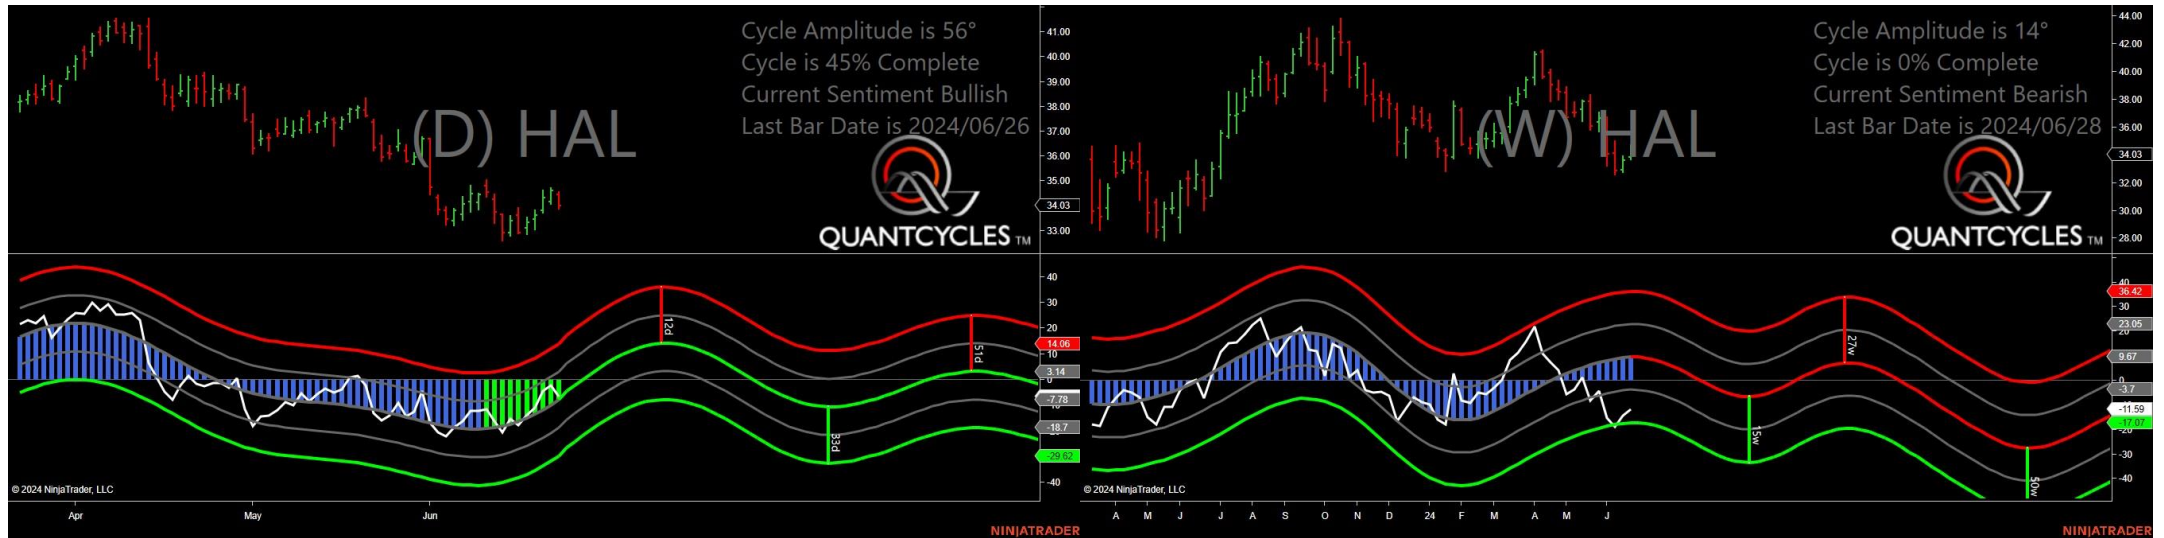 Cycle Amplitude is 56°
Cycle is 45% Complete
Current Sentiment Bullish
Last Bar Date is 2024/06/26
(D) HAL
QUANTCYCLES TM
41.00
40.00
39.00
38.00
37.00
36.00
35.00
34.03
33.00
40
30
20
14.06
10
3.14
0
-7.78
-18.7
-29.62
-40
12d
33d
51d
© 2024 NinjaTrader, LLC
Apr May Jun
NINJATRADER
Cycle Amplitude is 14°
Cycle is 0% Complete
Current Sentiment Bearish
Last Bar Date is 2024/06/28
(W) HAL
QUANTCYCLES TM
44.00
42.00
40.00
38.00
36.00
34.03
32.00
30.00
28.00
40
36.42
30
23.05
20
9.67
0
-3.7
-11.59
-17.07
-20
-30
-40
27w
15w
50w
© 2024 NinjaTrader, LLC
A M J J A S O N D 24 F M A M J
NINJATRADER